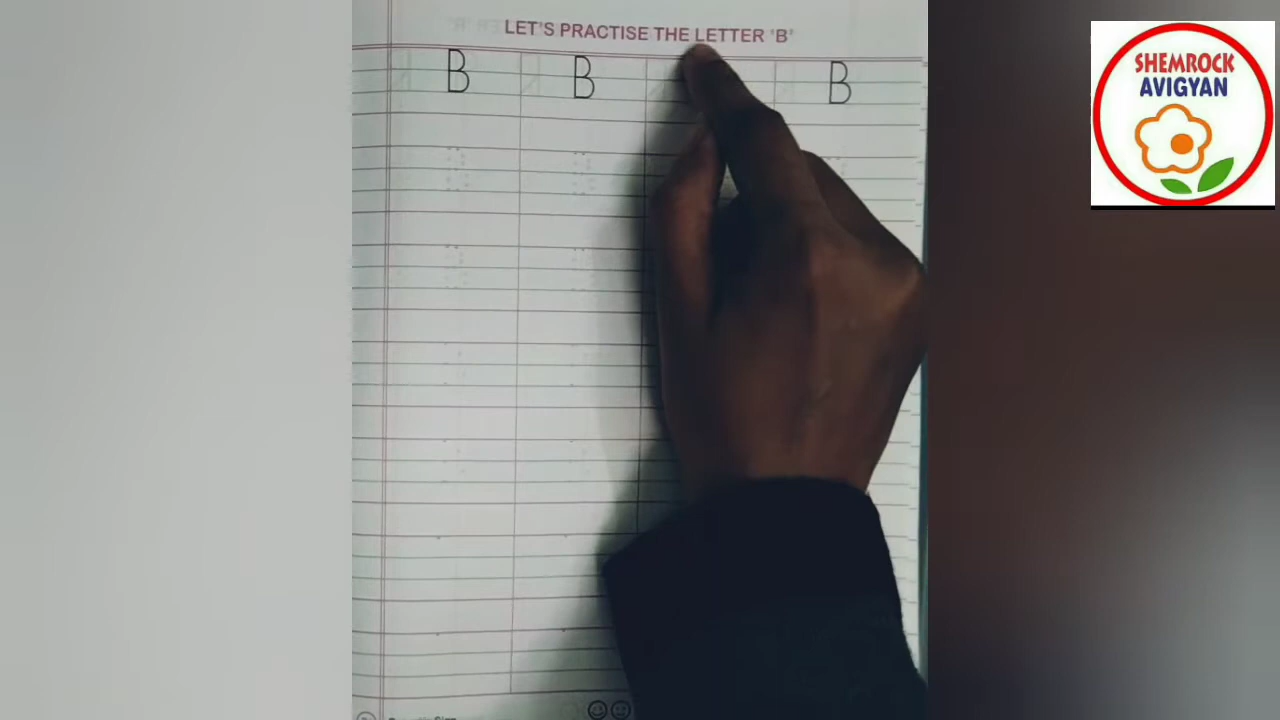 LET'S PRACTISE THE LETTER 'B'
B B B
SHEMROCK
AVIGYAN